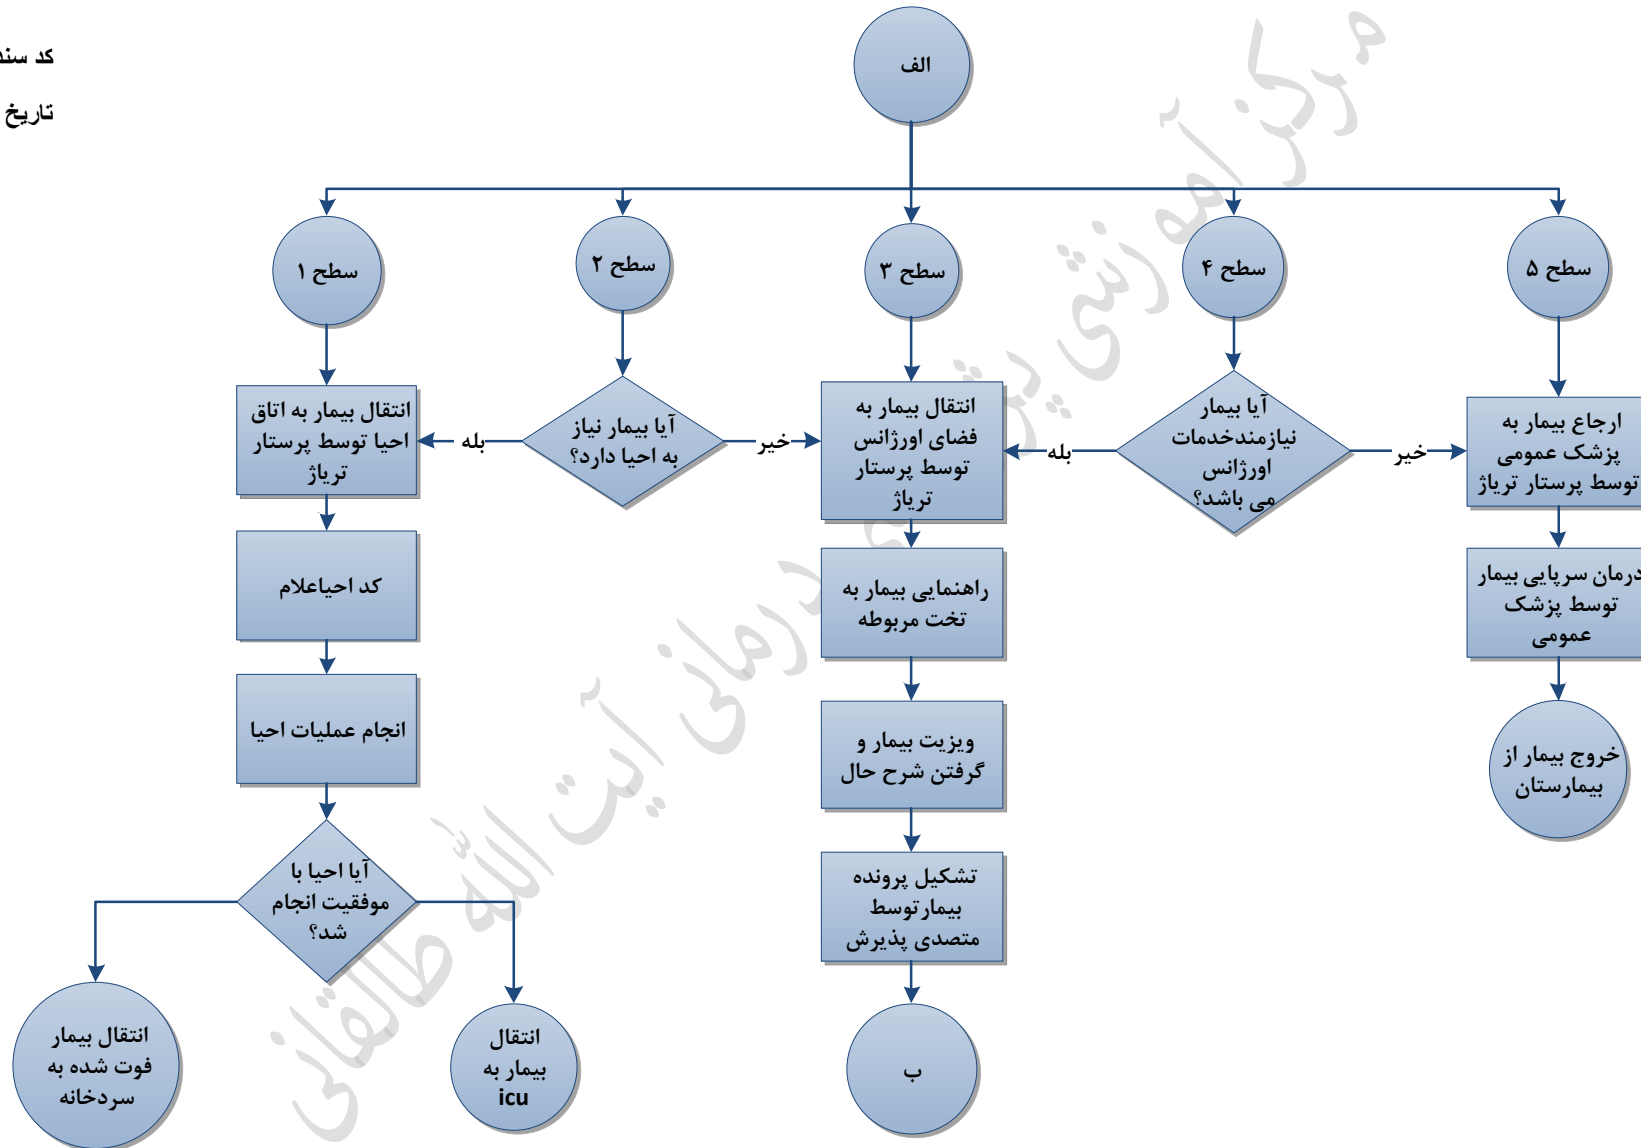 کد سند
تاریخ
الف
سطح ۱
سطح ۲
سطح ۳
سطح ۴
سطح ۵
انتقال بیمار به اتاق
احیا توسط پرستار
تریاژ
بله
آیا بیمار نیاز
به احیا دارد؟
خیر
انتقال بیمار به
فضای اورژانس
توسط پرستار
تریاژ
بله
آیا بیمار
نیازمندخدمات
اورژانس
می باشد؟
خیر
ارجاع بیمار به
پزشک عمومی
توسط پرستار تریاژ
کد احیاعلام
راهنمایی بیمار به
تخت مربوطه
درمان سرپایی بیمار
توسط پزشک
عمومی
انجام عملیات احیا
ویزیت بیمار و
گرفتن شرح حال
خروج بیمار از
بیمارستان
آیا احیا با
موفقیت انجام
شد؟
تشکیل پرونده
بیمارتوسط
متصدی پذیرش
انتقال بیمار
فوت شده به
سردخانه
انتقال
بیمار به
icu
ب
مرکز آموزشی پژوهشی درمانی آیت الله طالقانی